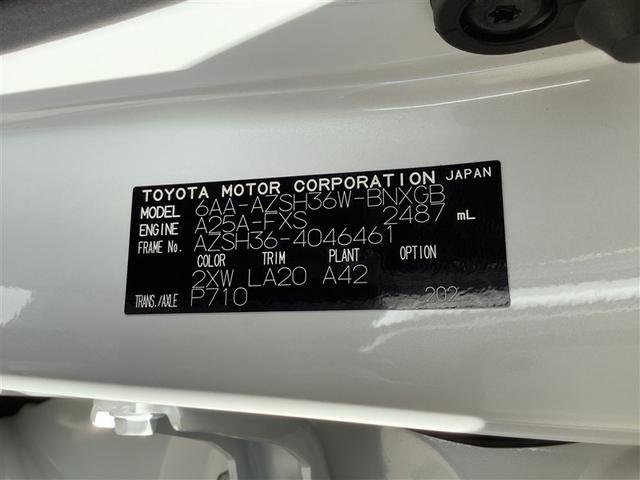 TOYOTA MOTOR CORPORATION JAPAN
MODEL 6AA-AZSH36W-BNXGB
ENGINE A25A-FXS 2487 mL
FRAME No. AZSH36-4046461
COLOR TRIM PLANT OPTION
2XW LA20 A42
TRANS./AXLE P710 202